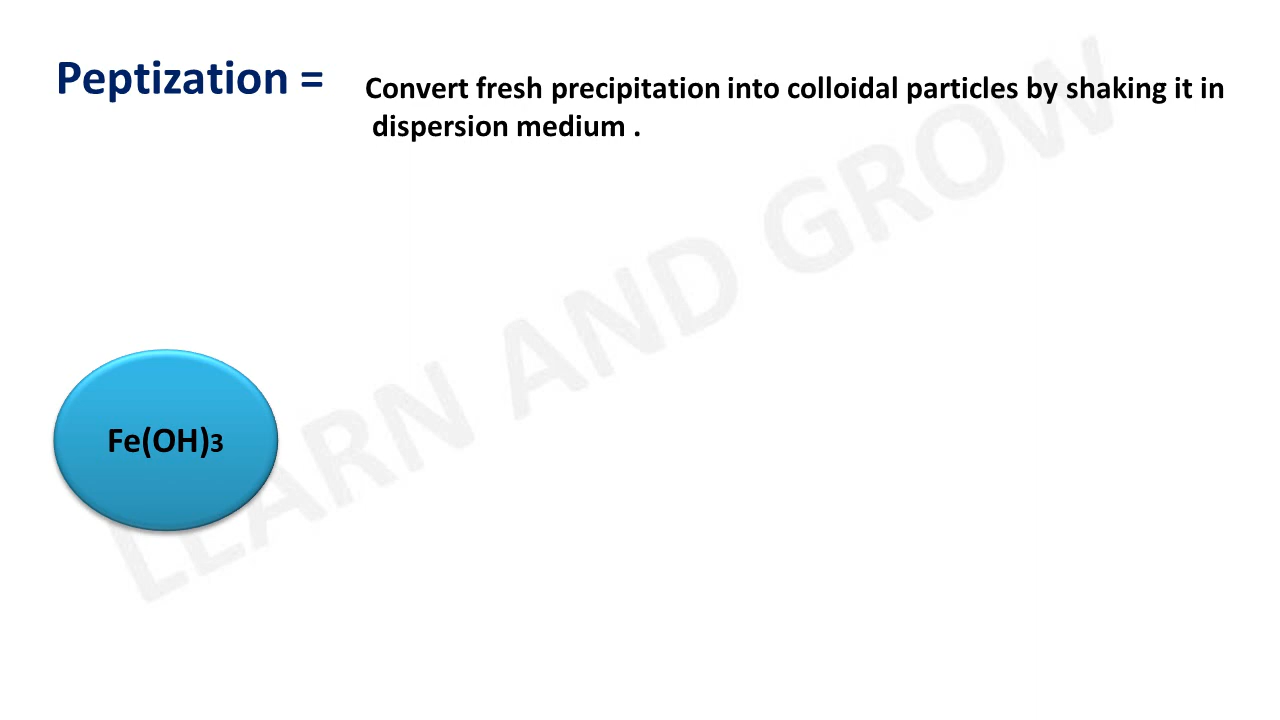 Peptization = Convert fresh precipitation into colloidal particles by shaking it in
dispersion medium .
Fe(OH)3
LEARN AND GROW